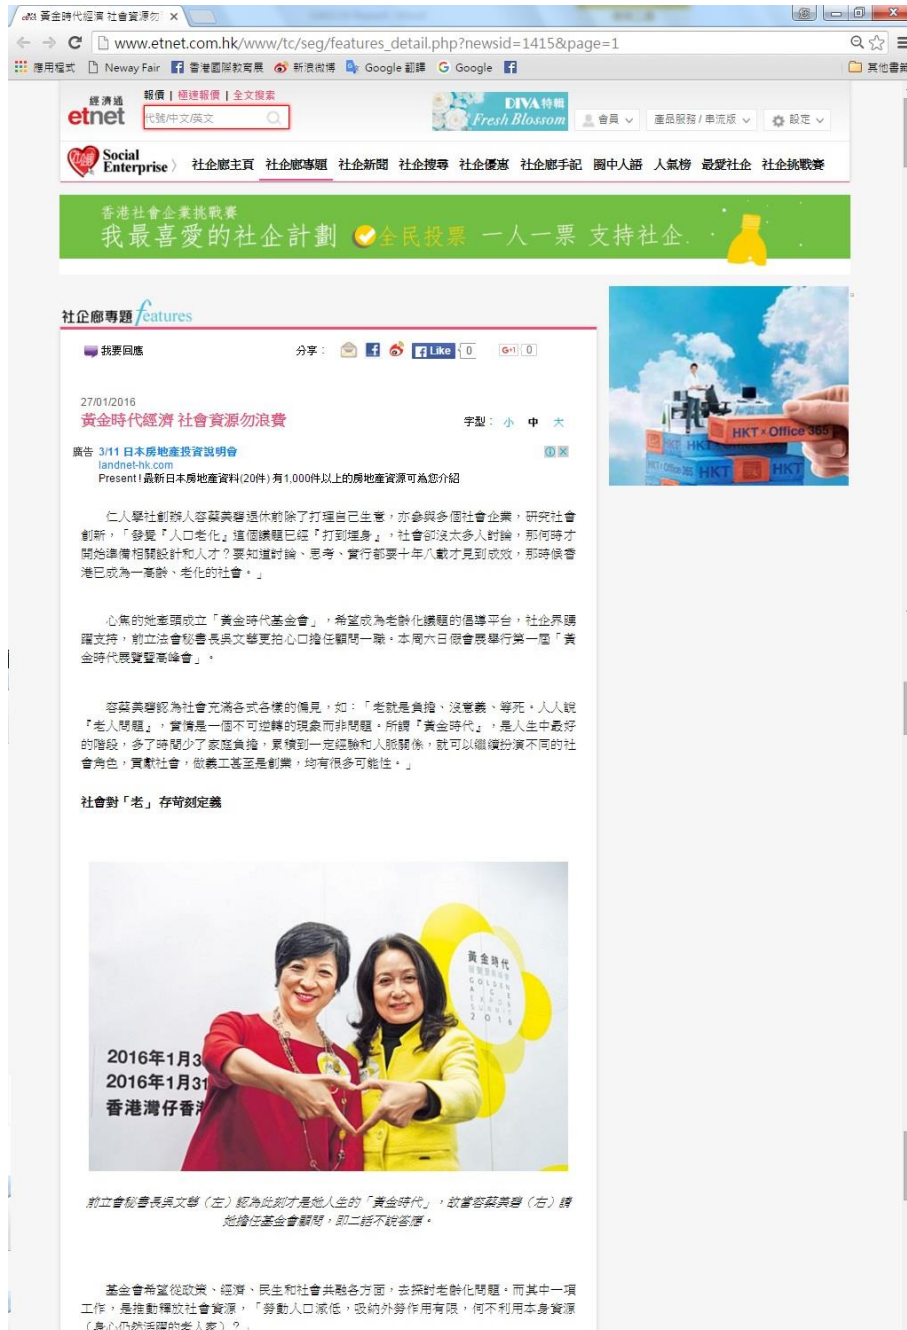 黃金時代經濟 社會資源勿
www.etnet.com.hk/www/tc/seg/features_detail.php?newsid=1415&page=1
應用程式 Neway Fair 香港國際教育展 新浪微博 Google 翻譯 Google 其他書籤
經濟通 etnet
報價 | 極速報價 | 全文搜索
代號/中文/英文
DIVA特輯 Fresh Blossom
會員 產品服務 / 串流版 設定
Social Enterprise 社企廊主頁 社企廊專題 社企新聞 社企搜尋 社企優惠 社企廊手記 圈中人語 人氣榜 最愛社企 社企挑戰賽
香港社會企業挑戰賽
我最喜愛的社企計劃 全民投票 一人一票 支持社企.
社企廊專題 features
我要回應 分享: Like 0 G+1 0
27/01/2016
黃金時代經濟 社會資源勿浪費 字型: 小 中 大
廣告 3/11 日本房地產投資說明會
landnet-hk.com
Present ! 最新日本房地產資料(20件) 有1,000件以上的房地產資源可為您介紹
HKT × Office 365
HKT HKT
HKT × Office 365 HKT HKT
仁人學社創辦人容蔡美碧退休前除了打理自己生意,亦參與多個社會企業,研究社會
創新,「發覺『人口老化』這個議題已經『打到埋身』,社會卻沒太多人討論,那何時才
開始準備相關設計和人才?要知道討論、思考、實行都要十年八載才見到成效,那時候香
港已成為一高齡、老化的社會。」
心焦的她牽頭成立「黃金時代基金會」,希望成為老齡化議題的倡導平台,社企界踴
躍支持,前立法會秘書長吳文華更拍心口擔任顧問一職。本周六日假會展舉行第一屆「黃
金時代展覽暨高峰會」。
容蔡美碧認為社會充滿各式各樣的偏見,如:「老就是負擔、沒意義、等死。人人說
『老人問題』,實情是一個不可逆轉的現象而非問題。所謂『黃金時代』,是人生中最好
的階段,多了時間少了家庭負擔,累積到一定經驗和人脈關係,就可以繼續扮演不同的社
會角色,貢獻社會,做義工甚至是創業,均有很多可能性。」
社會對「老」存苛刻定義
黃金時代
展覽暨高峰會
GOLDEN
AGE
EXPO &
SUMMIT
2016
2016年1月3
2016年1月31
香港灣仔香港
前立會秘書長吳文華(左)認為此刻才是她人生的「黃金時代」,故當容蔡美碧(右)請
她擔任基金會顧問,即二話不說答應。
基金會希望從政策、經濟、民生和社會共融各方面,去探討老齡化問題。而其中一項
工作,是推動釋放社會資源,「勞動人口減低,吸納外勞作用有限,何不利用本身資源
(身心仍然活躍的老人家)?」